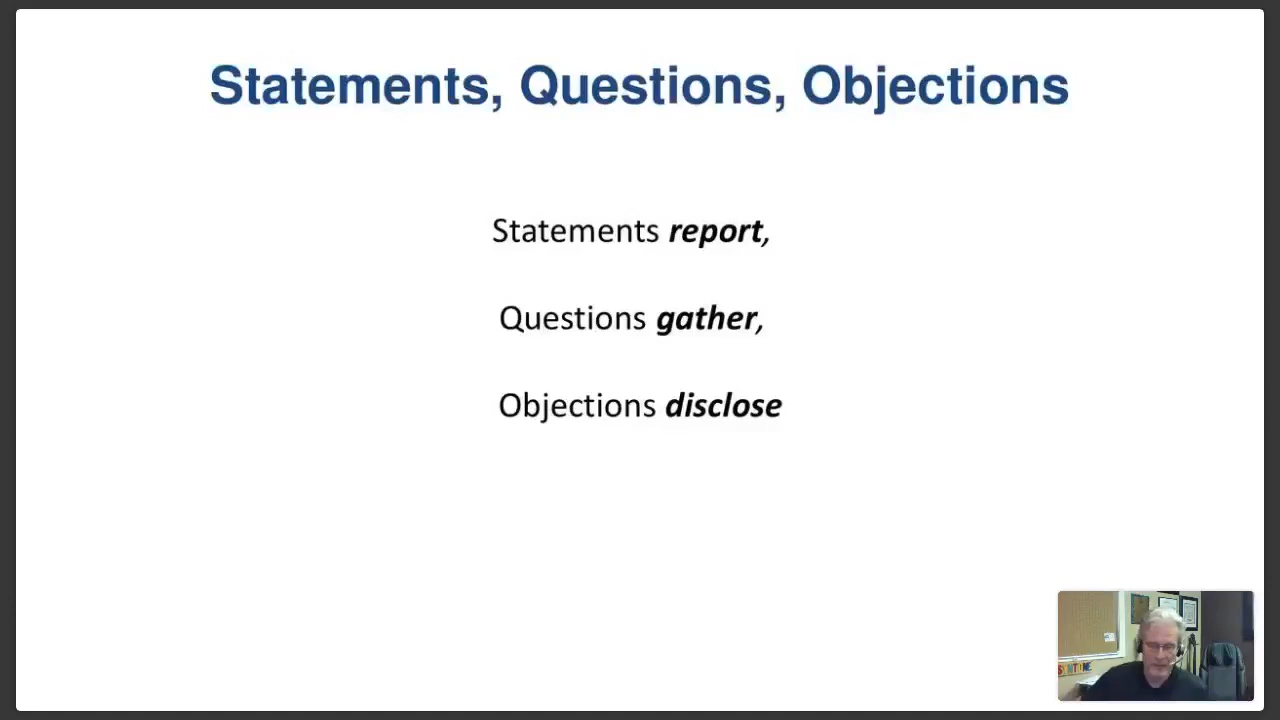 Statements, Questions, Objections
Statements report,
Questions gather,
Objections disclose